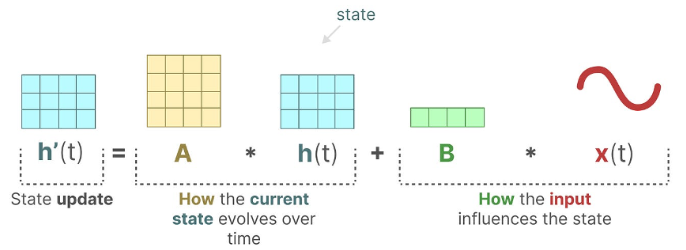 state
h’(t) = A * h(t) + B * x(t)
State update
How the current
state evolves over
time
How the input
influences the state